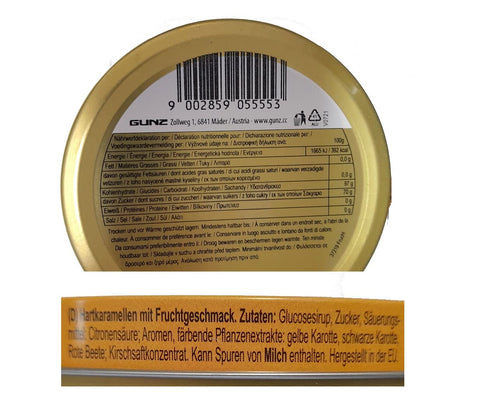 9 002859 055553
GUNZ Zollweg 1, 6841 Mäder / Austria · www.gunz.cc
ALU
V0721
Nährwertdeklaration per: / Déclaration nutritionnelle pour: / Dicharazione nutrizionale per: /
Voedingswaardevermelding per: / Výživové údaje na / Διατροφική δήλωση ανά: 100g
Energie / Énergie / Energia / Energie / Energetická hodnota / Ενέργεια 1665 kJ / 392 kcal
Fett / Matières Grasses / Grassi / Vetten / Tuky / Λιπαρά 0,0 g
davon gesättigte Fettsäuren / dont acides gras saturés / di cui acidi grassi saturi / waarvan verzadigde
vetzuren / z toho nasycené mastné kyseliny / εκ των οποίων κορεσμένα 0,0 g
Kohlenhydrate / Glucides / Carboidrati / Koolhydraten / Sacharidy / Υδατάνθρακες 97 g
davon Zucker / dont sucres / di cui zuccheri / waarvan suikers / z toho cukry / εκ των οποίων Σάκχαρα 70 g
Eiweiß / Protéines / Proteine / Eiwitten / Bílkoviny / Πρωτεΐνες 0 g
Salz / Sel / Sale / Zout / Sůl / Αλάτι 0 g
Trocken und vor Wärme geschützt lagern. Mindestens haltbar bis: / À conserver dans un endroit sec, à l'abri de la chaleur.
À consommer de préférence avant le: / Conservare in luogo asciutto e lontano da fonti di calore.
Da consumarsi preferibilmente entro il: / Droog bewaren en beschermen tegen warmte. Ten minste
houdbaar tot: / Skladujte v suchu a chraňte před teplem. Minimální trvanlivost do: / Φυλάσσεται σε
δροσερό και ξηρό μέρος. Ανάλωση κατά προτίμηση πριν από:
(D) Hartkaramellen mit Fruchtgeschmack. Zutaten: Glucosesirup, Zucker, Säuerungs-
mittel: Citronensäure; Aromen, färbende Pflanzenextrakte: gelbe Karotte, schwarze Karotte,
Rote Beete; Kirschsaftkonzentrat. Kann Spuren von Milch enthalten. Hergestellt in der EU.